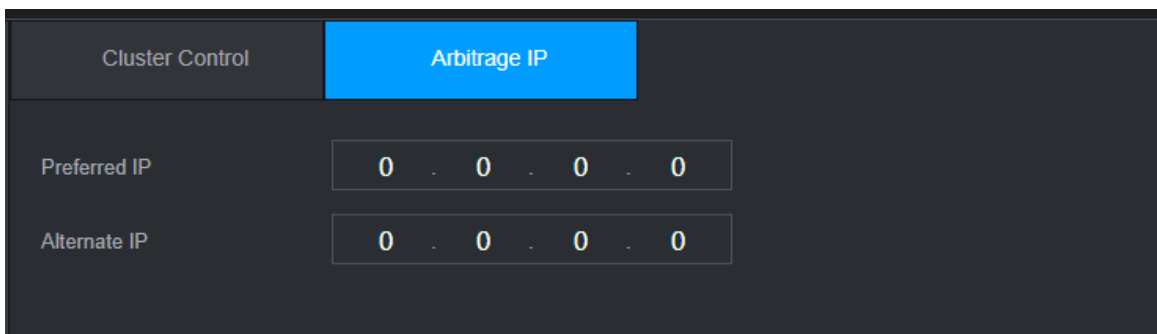 Cluster Control Arbitrage IP
Preferred IP 0 . 0 . 0 . 0
Alternate IP 0 . 0 . 0 . 0